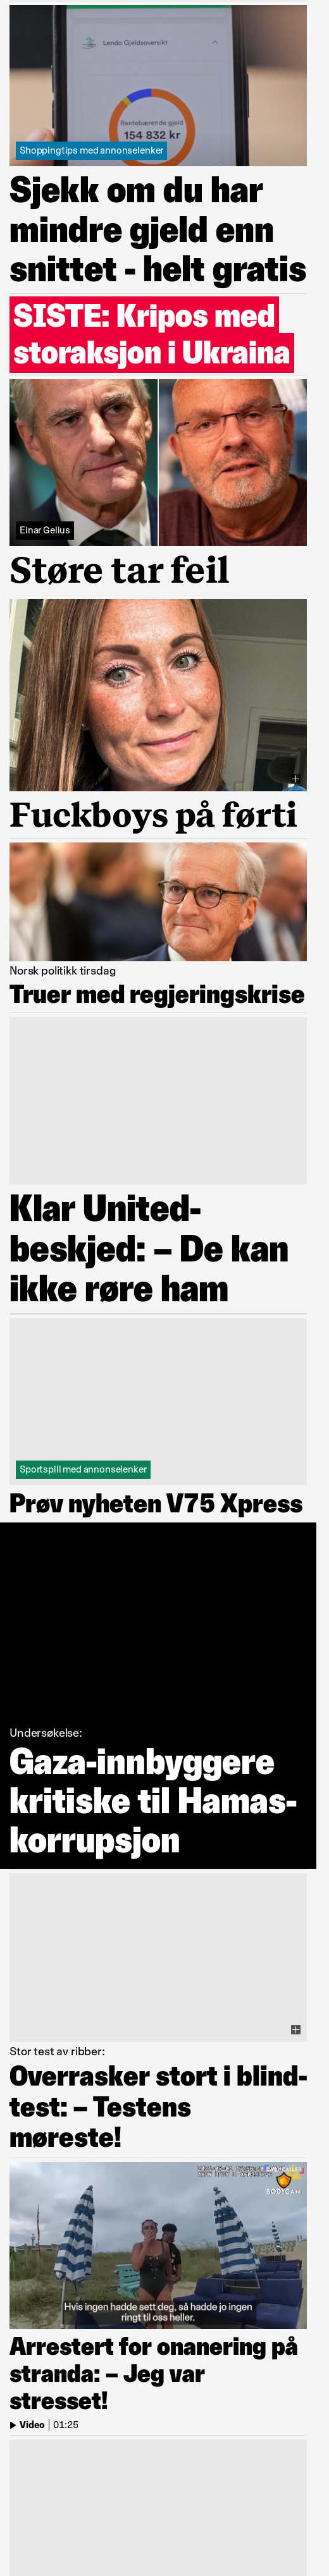 Lendo Gjeldsoversikt
Rentebærende gjeld
154 832 kr
Shoppingtips med annonselenker
Sjekk om du har
mindre gjeld enn
snittet - helt gratis
SISTE: Kripos med
storaksjon i Ukraina
Einar Gelius
Støre tar feil
Fuckboys på førti
Norsk politikk tirsdag
Truer med regjeringskrise
Klar United-
beskjed: – De kan
ikke røre ham
Sportspill med annonselenker
Prøv nyheten V75 Xpress
Undersøkelse:
Gaza-innbyggere
kritiske til Hamas-
korrupsjon
Stor test av ribber:
Overrasker stort i blind-
test: – Testens
møreste!
BODYCAM
Hvis ingen hadde sett deg, så hadde jo ingen
ringt til oss heller.
Arrestert for onanering på
stranda: – Jeg var
stresset!
Video | 01:25